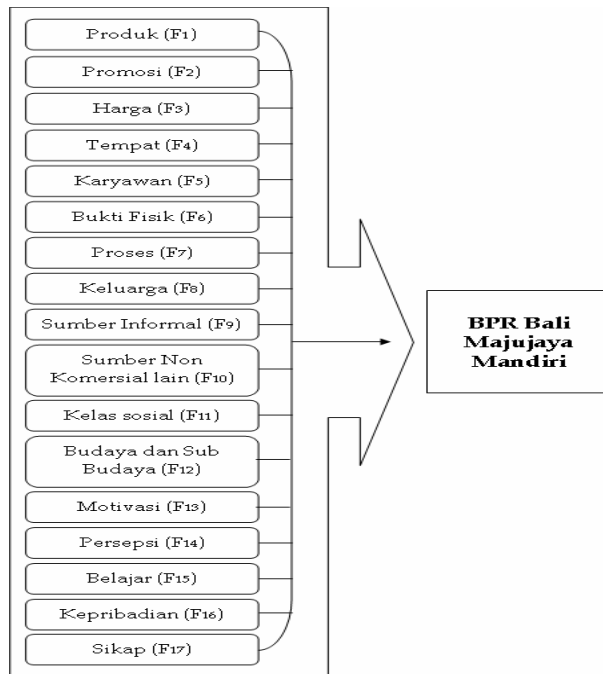 Produk (F1)
Promosi (F2)
Harga (F3)
Tempat (F4)
Karyawan (F5)
Bukti Fisik (F6)
Proses (F7)
Keluarga (F8)
Sumber Informal (F9)
Sumber Non
Komersial lain (F10)
Kelas sosial (F11)
Budaya dan Sub
Budaya (F12)
Motivasi (F13)
Persepsi (F14)
Belajar (F15)
Kepribadian (F16)
Sikap (F17)
BPR Bali
Majujaya
Mandiri